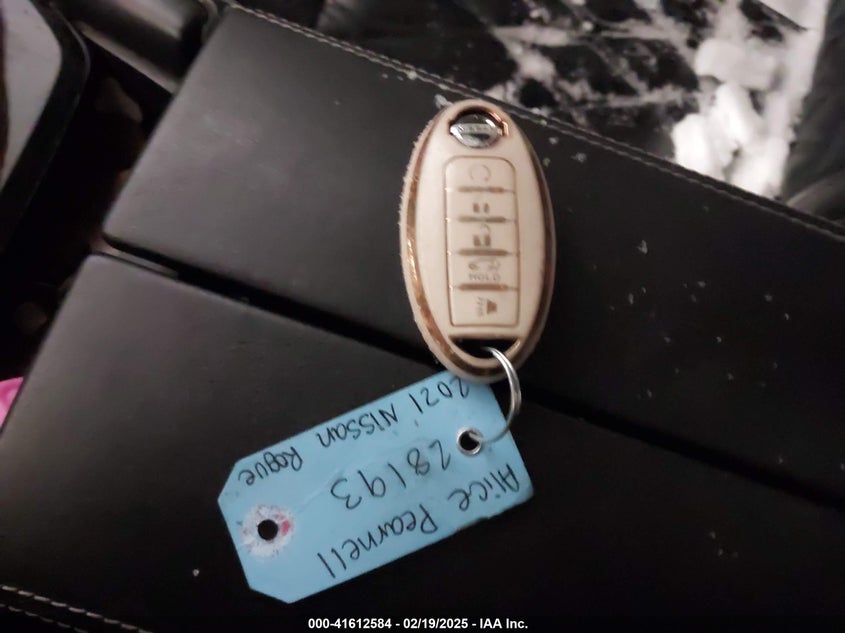 HOLD
2021 Nissan Rogue
28193
Alice Pearnell
000-41612584 - 02/19/2025 - IAA Inc.